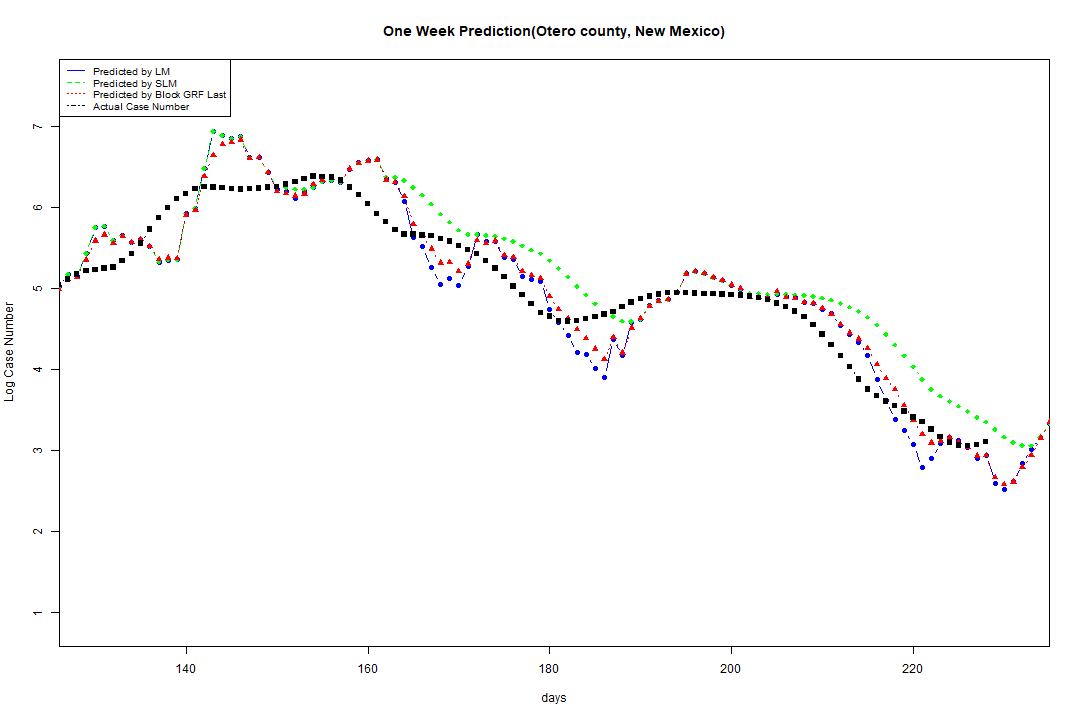 One Week Prediction(Otero county, New Mexico)
Predicted by LM
Predicted by SLM
Predicted by Block GRF Last
Actual Case Number
7
6
5
4
3
2
1
Log Case Number
140 160 180 200 220
days